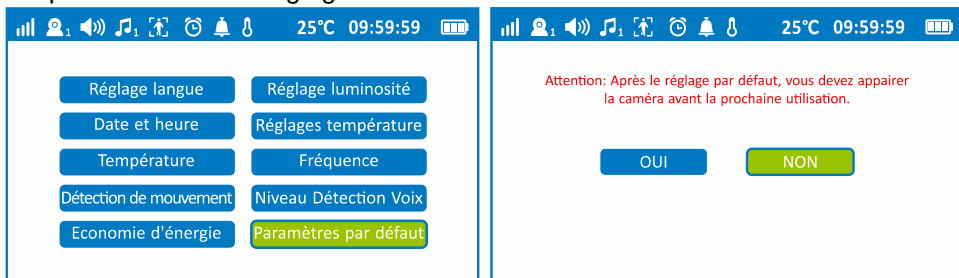 25℃ 09:59:59
Réglage langue Réglage luminosité
Date et heure Réglages température
Température Fréquence
Détection de mouvement Niveau Détection Voix
Economie d'énergie Paramètres par défaut
25℃ 09:59:59
Attention: Après le réglage par défaut, vous devez appairer
la caméra avant la prochaine utilisation.
OUI NON